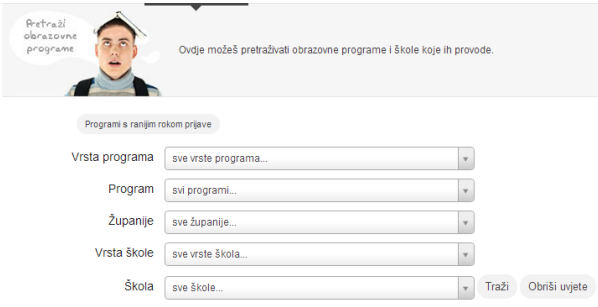 Pretraži
obrazovne
programe
Ovdje možeš pretraživati obrazovne programe i škole koje ih provode.
Programi s ranijim rokom prijave
Vrsta programa sve vrste programa...
Program svi programi...
Županije sve županije...
Vrsta škole sve vrste škola...
Škola sve škole... Traži Obriši uvjete